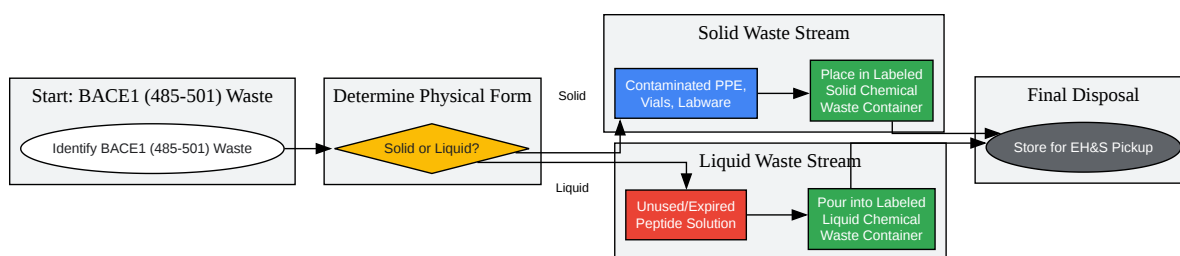 Start: BACE1 (485-501) Waste
Identify BACE1 (485-501) Waste
Determine Physical Form
Solid or Liquid?
Solid
Liquid
Solid Waste Stream
Contaminated PPE,
Vials, Labware
Place in Labeled
Solid Chemical
Waste Container
Liquid Waste Stream
Unused/Expired
Peptide Solution
Pour into Labeled
Liquid Chemical
Waste Container
Final Disposal
Store for EH&S Pickup